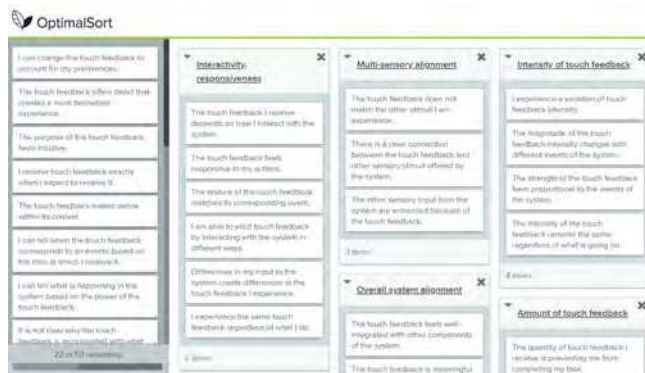 OptimalSort
I can change the touch feedback to
account for my preferences.
The touch feedback
creates a more
experience.
The purpose of the touch feedback
feels intuitive.
I receive touch feedback exactly
when I expect to receive it.
The touch feedback makes sense
within its context.
I can tell when the touch feedback
corresponds to an events based on
the time at which I receive it.
I can tell what is happening in the
system based on the power of the
touch feedback.
It is not clear why the touch
feedback is
22 of 50 remaining
Interactivity,
responsiveness
The touch feedback I receive
depends on how I interact with the
system.
The touch feedback feels
responsive to my actions.
The texture of the touch feedback
matches its corresponding event.
I am able to elicit touch feedback
by interacting with the system in
different ways.
Differences in my input to the
system create differences in the
touch feedback I experience.
I experience the same touch
feedback regardless of what I do.
6 items
Multi-sensory alignment
The touch feedback does not
match the other stimuli I am
experience.
There is a clear connection
between the touch feedback and
other sensory stimuli offered by
the system.
The other sensory input from the
system are enhanced because of
the touch feedback.
3 items
Overall system alignment
The touch feedback feels well-
integrated with other components
of the system.
The touch feedback is meaningful
Intensity of touch feedback
I experience a variation of touch
feedback intensity.
The magnitude of the touch
feedback intensity changes with
different events of the system.
The strength of the touch feedback
feels proportional to the events of
the system.
The intensity of the touch
feedback remains the same
regardless of what is going on.
4 items
Amount of touch feedback
The quantity of touch feedback I
receive is preventing me from
completing my task.